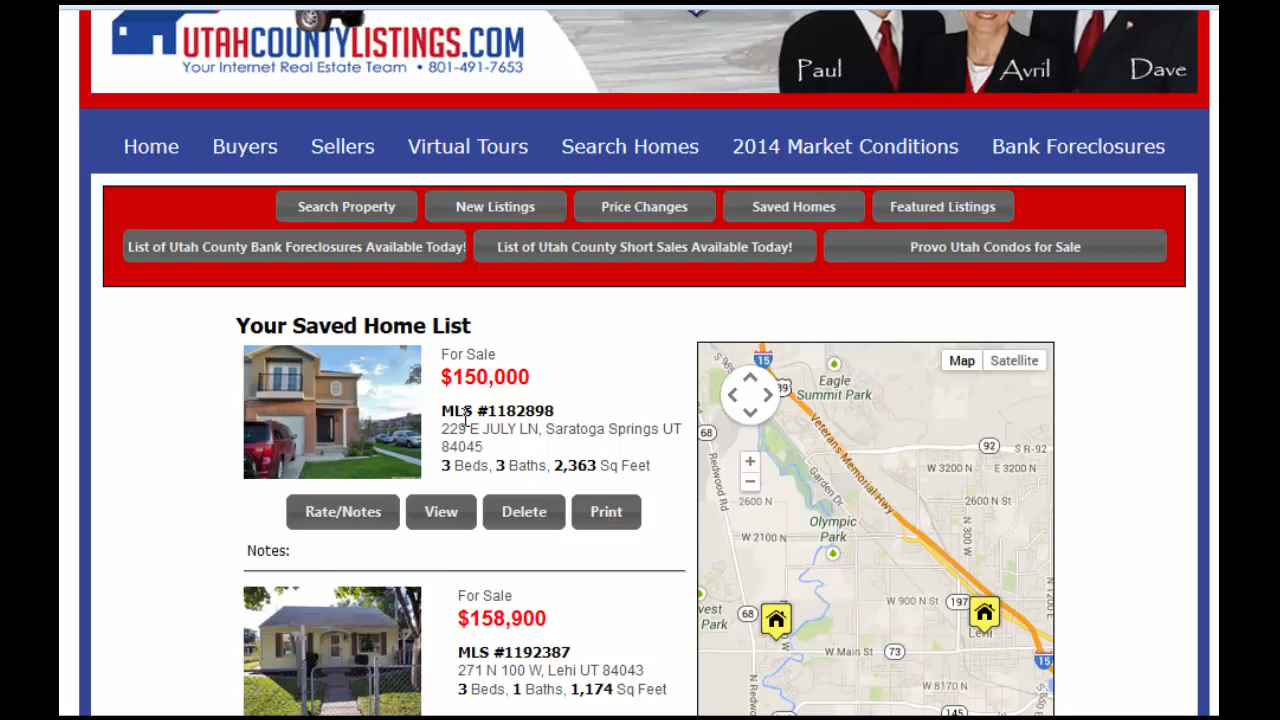 UTAHCOUNTYLISTINGS.COM
Your Internet Real Estate Team • 801-491-7653
Paul
Avril
Dave
Home
Buyers
Sellers
Virtual Tours
Search Homes
2014 Market Conditions
Bank Foreclosures
Search Property
New Listings
Price Changes
Saved Homes
Featured Listings
List of Utah County Bank Foreclosures Available Today!
List of Utah County Short Sales Available Today!
Provo Utah Condos for Sale
Your Saved Home List
For Sale
$150,000
MLS #1182898
229 E JULY LN, Saratoga Springs UT
84045
3 Beds, 3 Baths, 2,363 Sq Feet
Rate/Notes
View
Delete
Print
Notes:
For Sale
$158,900
MLS #1192387
271 N 100 W, Lehi UT 84043
3 Beds, 1 Baths, 1,174 Sq Feet
Map
Satellite
15
Eagle
Summit Park
68
Redwood Rd
Veterans Memorial Hwy
92
S R-92
W 3200 N
E 3200 N
Garden Dr
2600 N
2600 N St
Olympic
Park
W 2100 N
N 300 W
W 900 N
197
68
Park
Lehi
W Main St
73
15
W 8170 N
145